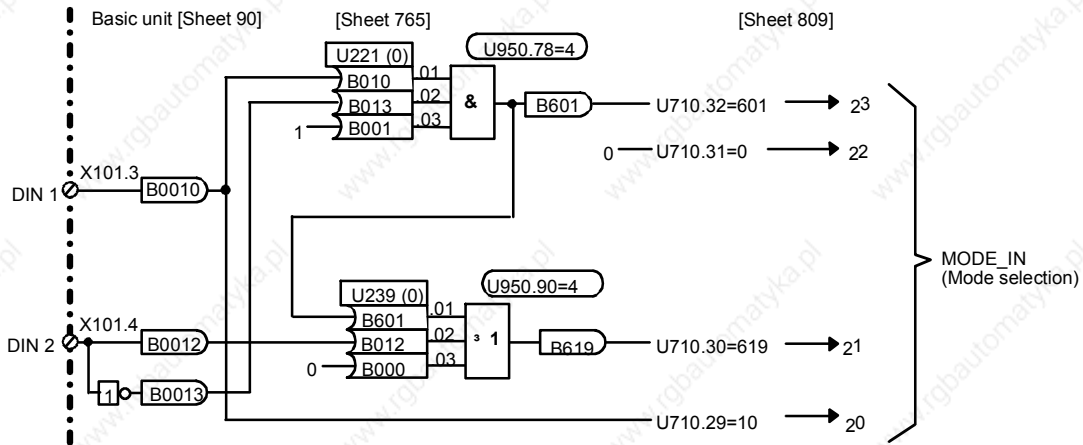 Basic unit [Sheet 90]
[Sheet 765]
[Sheet 809]
U221 (0)
U950.78=4
B010
.01
B013
.02
&
B601
U710.32=601
2³
1
B001
.03
0
U710.31=0
2²
X101.3
DIN 1
B0010
U239 (0)
U950.90=4
MODE_IN
(Mode selection)
B601
.01
X101.4
DIN 2
B0012
B012
.02
³ 1
B619
U710.30=619
2¹
0
B000
.03
1
B0013
U710.29=10
2⁰
www.rgbautomatyka.pl